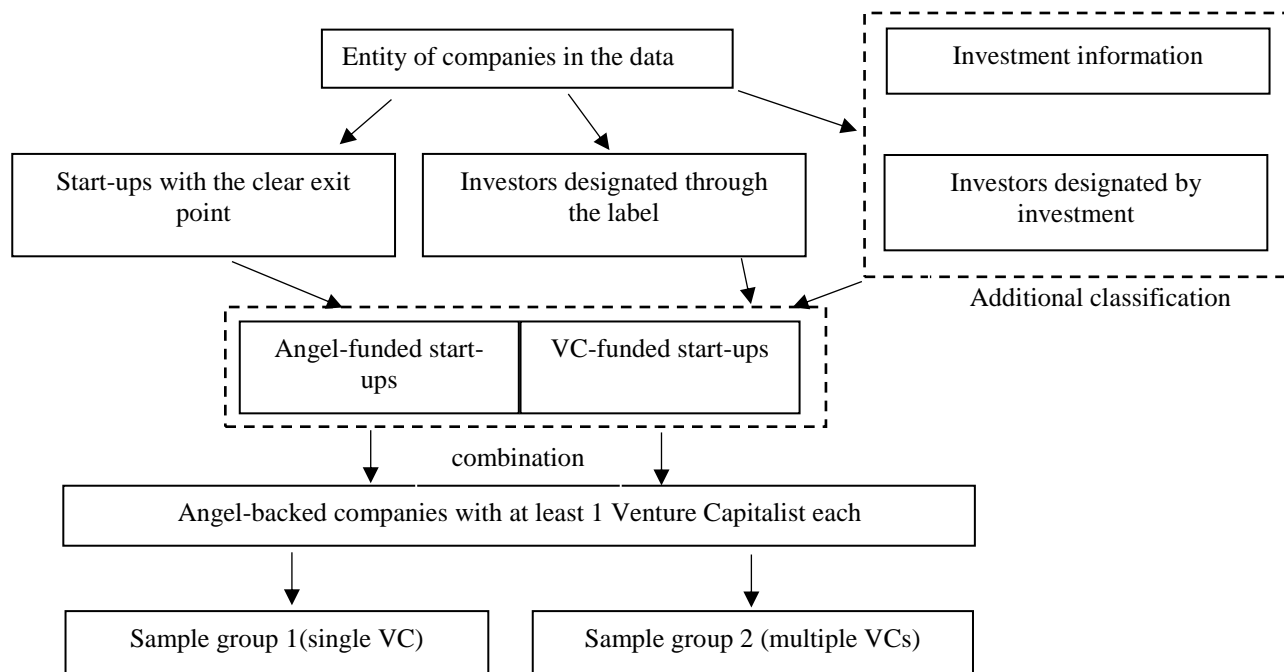 Entity of companies in the data
Investment information
Start-ups with the clear exit
point
Investors designated through
the label
Investors designated by
investment
Additional classification
Angel-funded start-
ups
VC-funded start-ups
combination
Angel-backed companies with at least 1 Venture Capitalist each
Sample group 1(single VC)
Sample group 2 (multiple VCs)